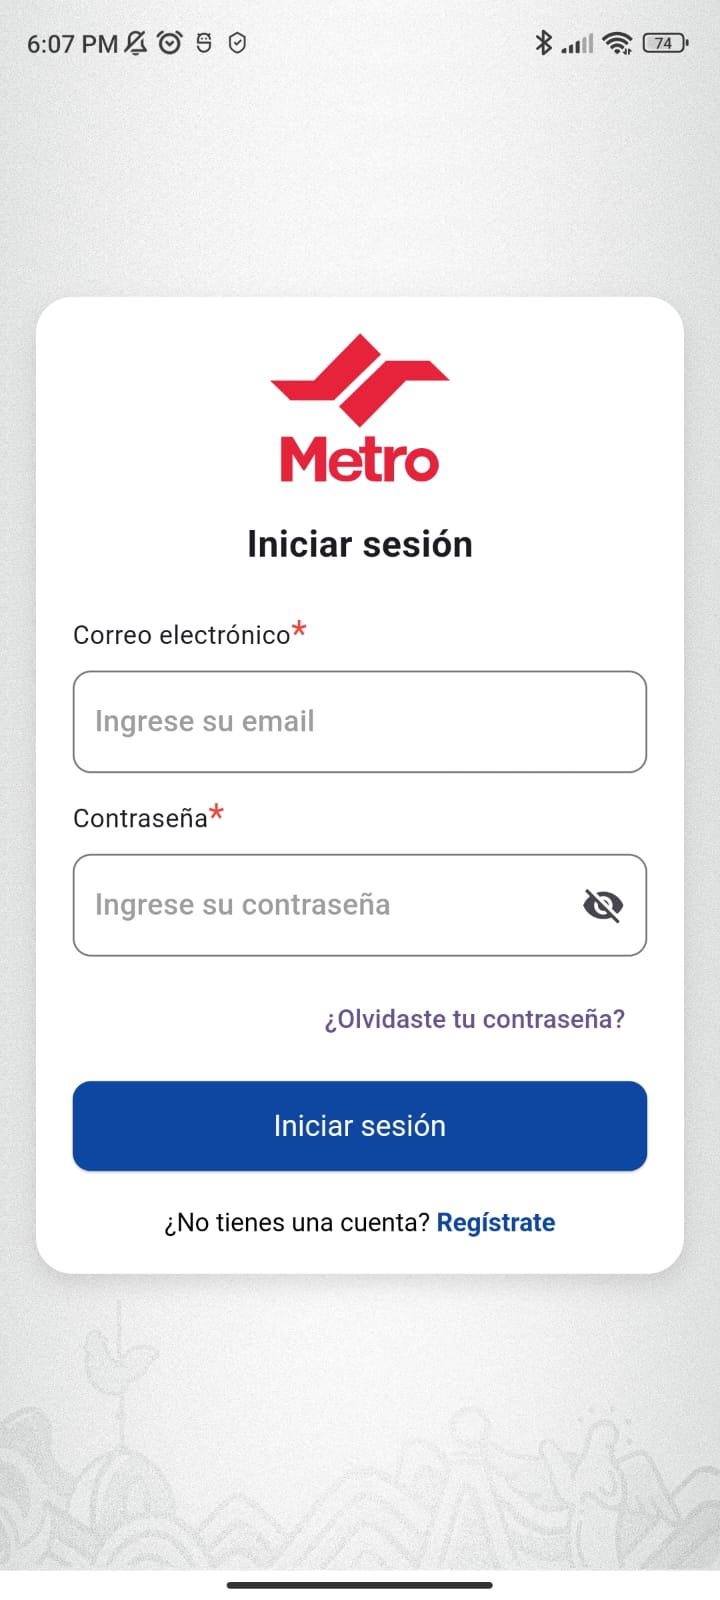 6:07 PM
74
Metro
Iniciar sesión
Correo electrónico*
Ingrese su email
Contraseña*
Ingrese su contraseña
¿Olvidaste tu contraseña?
Iniciar sesión
¿No tienes una cuenta? Regístrate